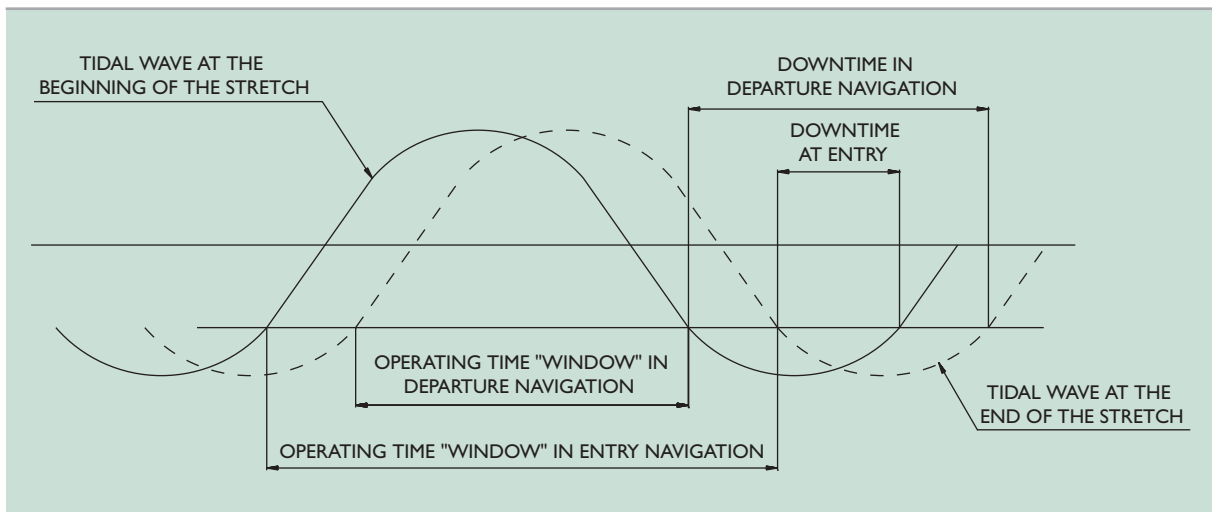 TIDAL WAVE AT THE
BEGINNING OF THE STRETCH
DOWNTIME IN
DEPARTURE NAVIGATION
DOWNTIME
AT ENTRY
OPERATING TIME "WINDOW" IN
DEPARTURE NAVIGATION
TIDAL WAVE AT THE
END OF THE STRETCH
OPERATING TIME "WINDOW" IN ENTRY NAVIGATION